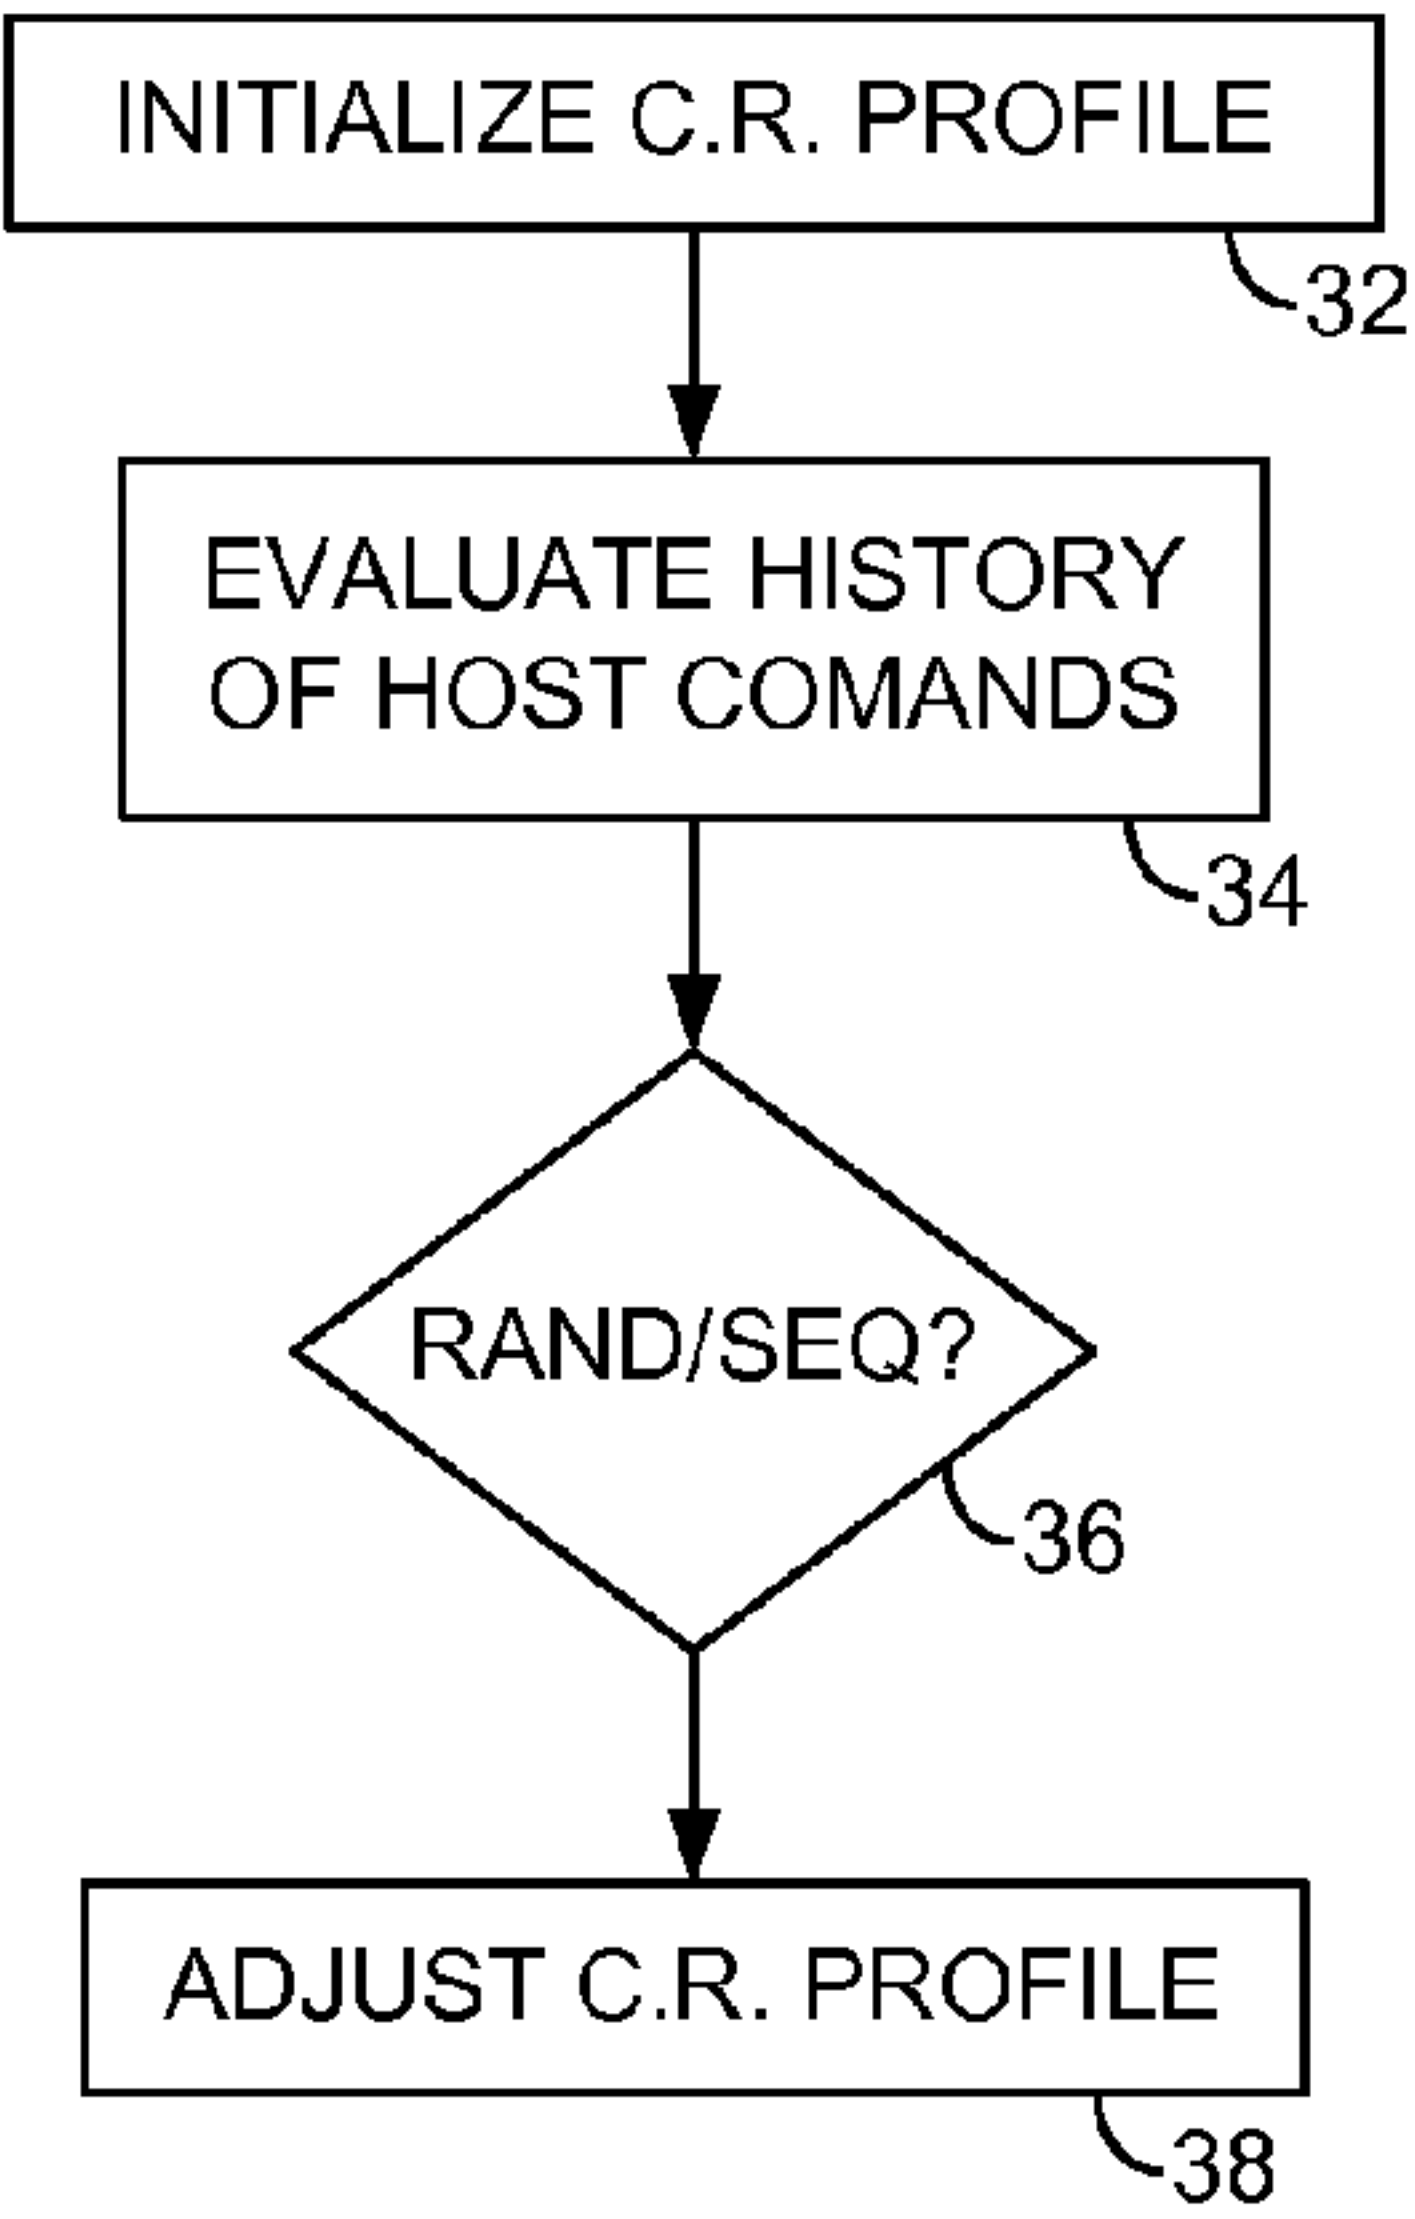 INITIALIZE C.R. PROFILE
32
EVALUATE HISTORY
OF HOST COMANDS
34
RAND/SEQ?
36
ADJUST C.R. PROFILE
38